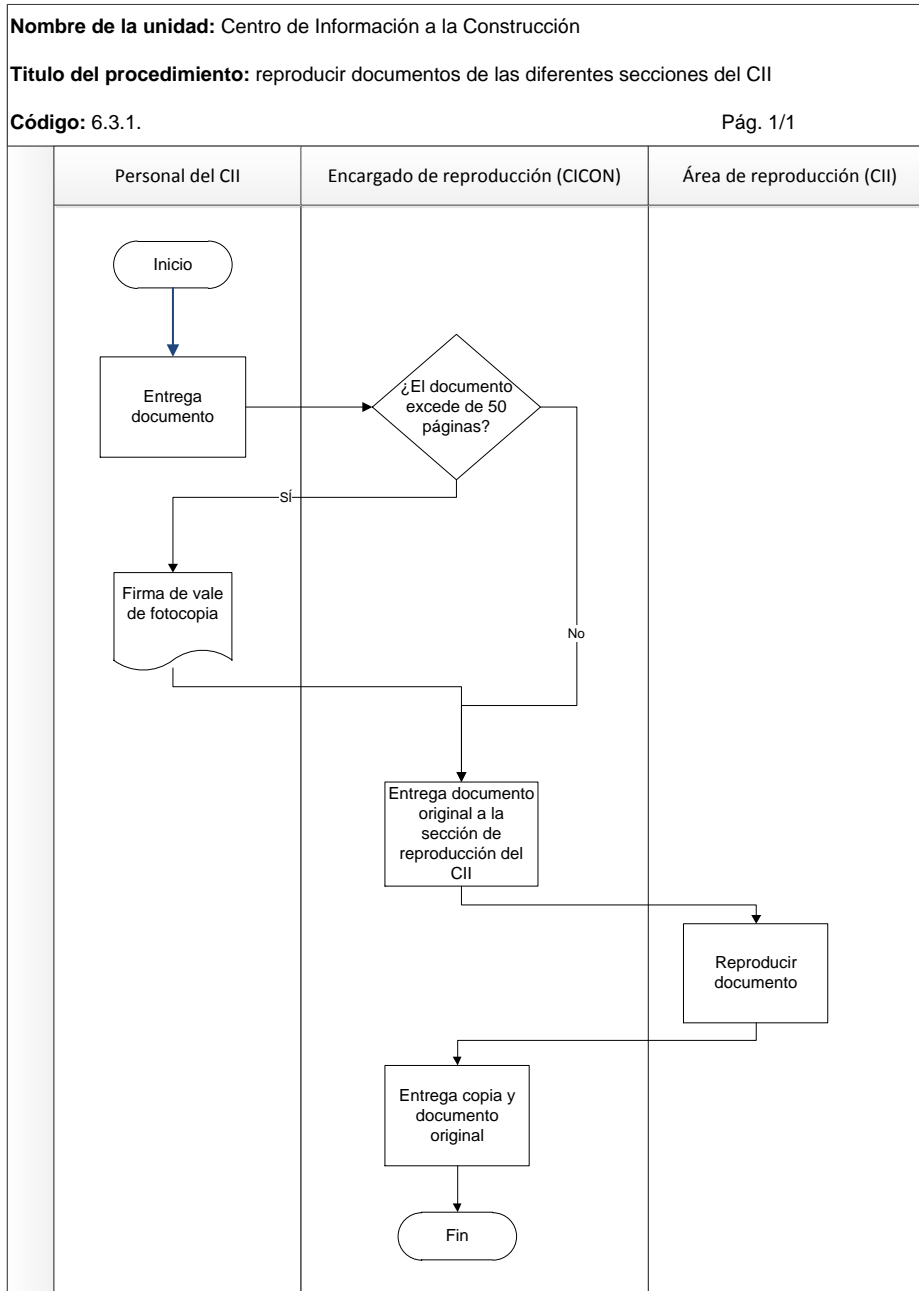 Nombre de la unidad: Centro de Información a la Construcción
Titulo del procedimiento: reproducir documentos de las diferentes secciones del CII
Código: 6.3.1. Pág. 1/1
Personal del CII
Encargado de reproducción (CICON)
Área de reproducción (CII)
Inicio
Entrega
documento
¿El documento
excede de 50
páginas?
SÍ
Firma de vale
de fotocopia
No
Entrega documento
original a la
sección de
reproducción del
CII
Reproducir
documento
Entrega copia y
documento
original
Fin